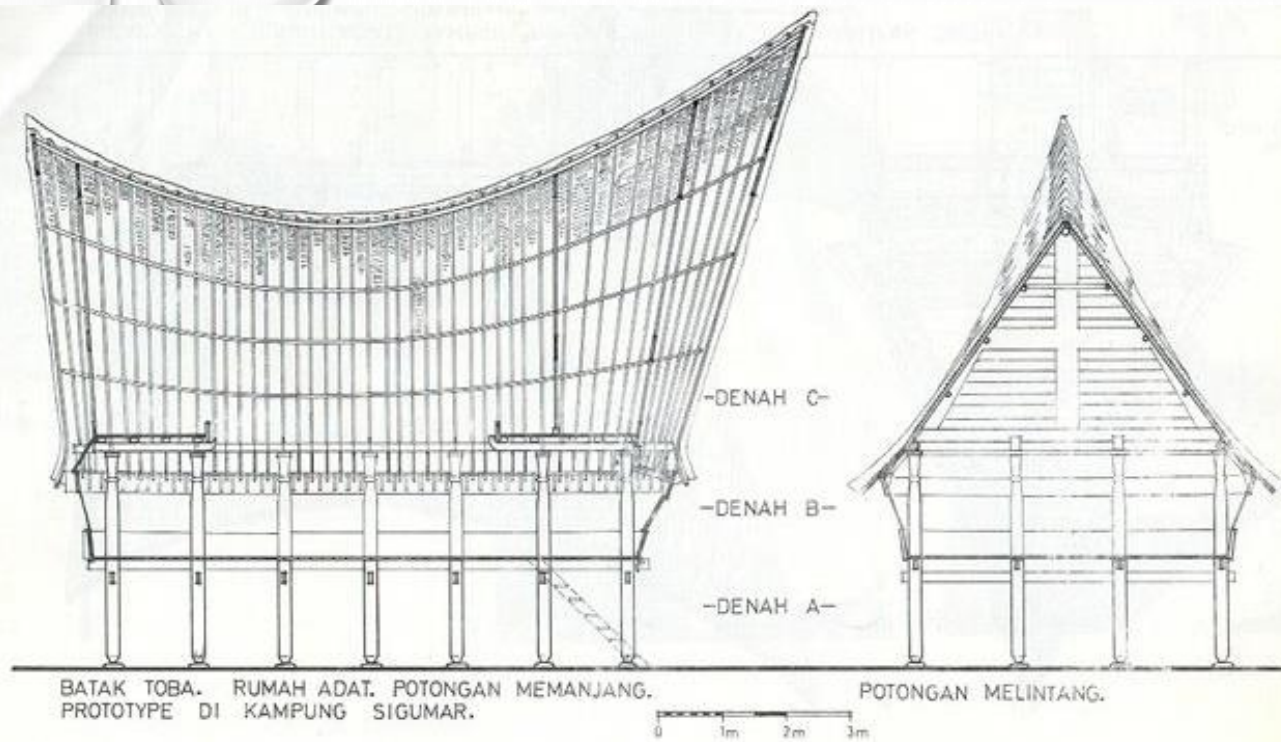 -DENAH C-
-DENAH B-
-DENAH A-
BATAK TOBA. RUMAH ADAT. POTONGAN MEMANJANG.
PROTOTYPE DI KAMPUNG SIGUMAR.
POTONGAN MELINTANG.
0 1m 2m 3m